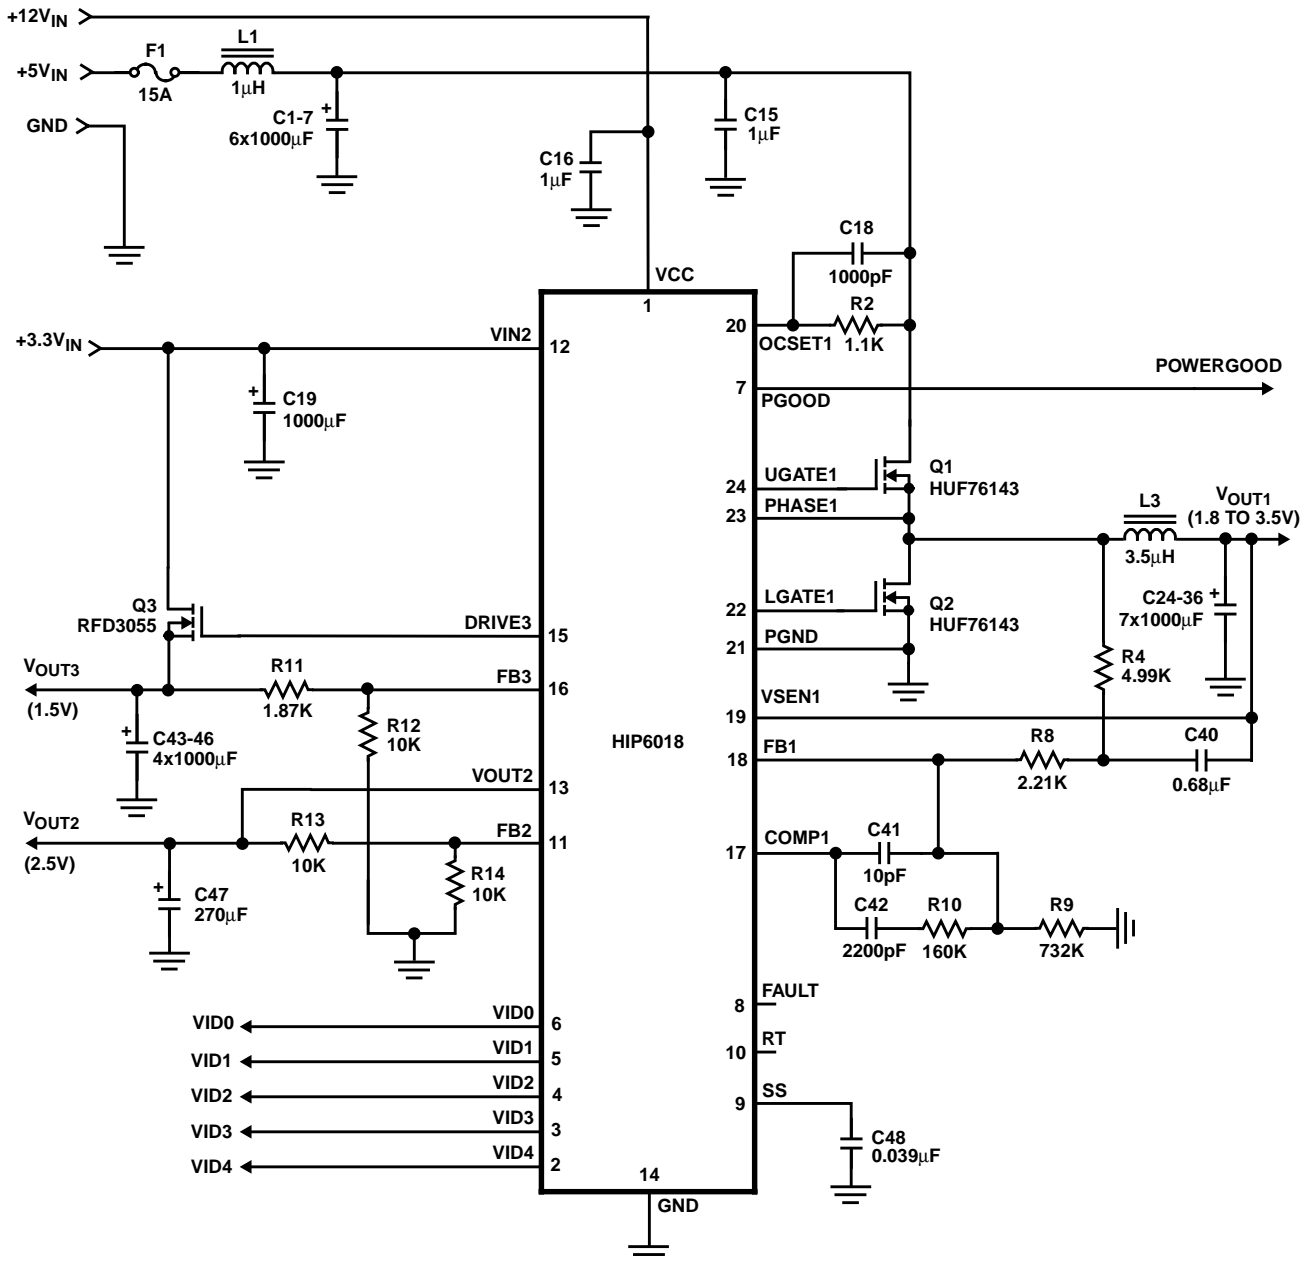 +12VIN
+5VIN
F1
15A
L1
1μH
GND
C1-7
6x1000μF
C16
1μF
C15
1μF
C18
1000pF
VCC
1
R2
1.1K
20
OCSET1
+3.3VIN
VIN2
12
C19
1000μF
7
PGOOD
POWERGOOD
24
UGATE1
Q1
HUF76143
23
PHASE1
L3
3.5μH
VOUT1
(1.8 TO 3.5V)
Q3
RFD3055
DRIVE3
15
22
LGATE1
Q2
HUF76143
C24-36
7x1000μF
21
PGND
R4
4.99K
VOUT3
(1.5V)
R11
1.87K
FB3
16
VSEN1
19
C43-46
4x1000μF
R12
10K
HIP6018
18
FB1
R8
2.21K
C40
0.68μF
VOUT2
13
VOUT2
(2.5V)
R13
10K
FB2
11
17
COMP1
C41
10pF
C47
270μF
R14
10K
C42
2200pF
R10
160K
R9
732K
8
FAULT
10
RT
VID0
VID0
6
VID1
VID1
5
VID2
VID2
4
VID3
VID3
3
VID4
VID4
2
9
SS
C48
0.039μF
14
GND